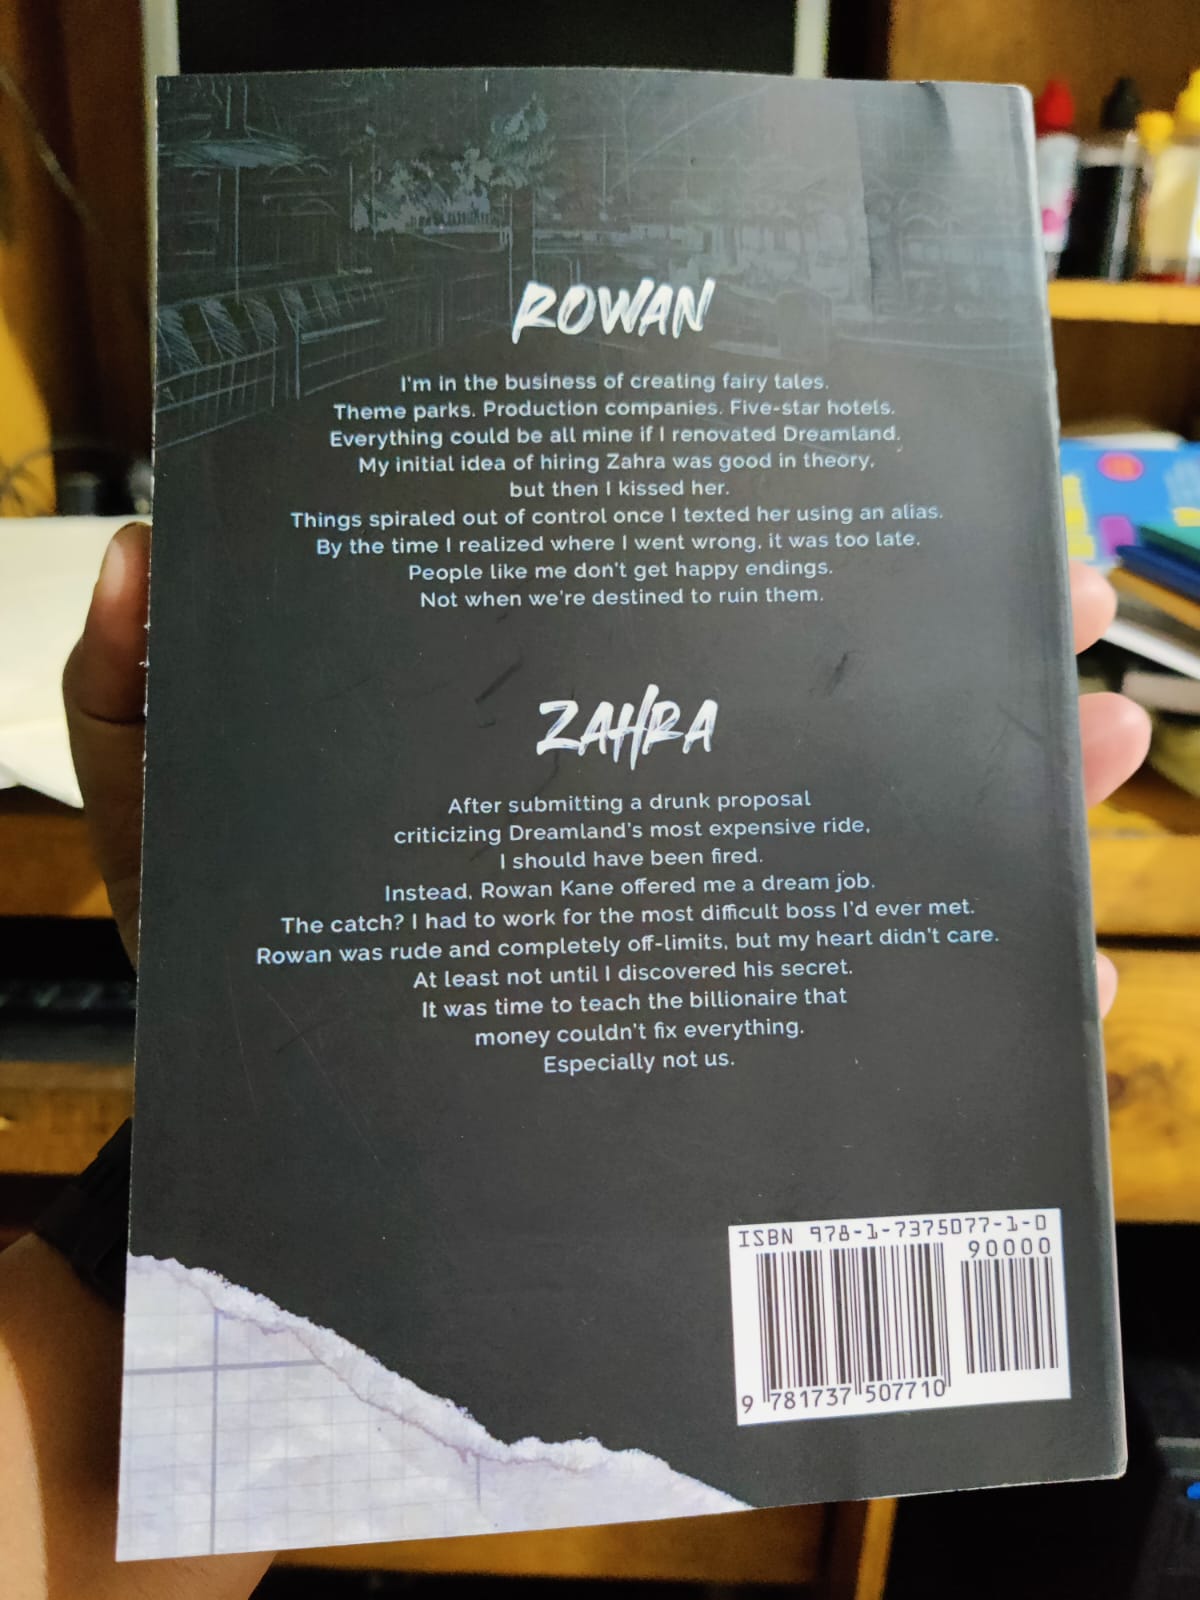 ROWAN
I'm in the business of creating fairy tales.
Theme parks. Production companies. Five-star hotels.
Everything could be all mine if I renovated Dreamland.
My initial idea of hiring Zahra was good in theory,
but then I kissed her.
Things spiraled out of control once I texted her using an alias.
By the time I realized where I went wrong, it was too late.
People like me don't get happy endings.
Not when we're destined to ruin them.
ZAHRA
After submitting a drunk proposal
criticizing Dreamland's most expensive ride,
I should have been fired.
Instead, Rowan Kane offered me a dream job.
The catch? I had to work for the most difficult boss I'd ever met.
Rowan was rude and completely off-limits, but my heart didn't care.
At least not until I discovered his secret.
It was time to teach the billionaire that
money couldn't fix everything.
Especially not us.
ISBN 978-1-7375077-1-0
90000
9 781737 507710